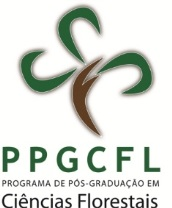 PPGCFL
PROGRAMA DE PÓS-GRADUAÇÃO EM
Ciências Florestais